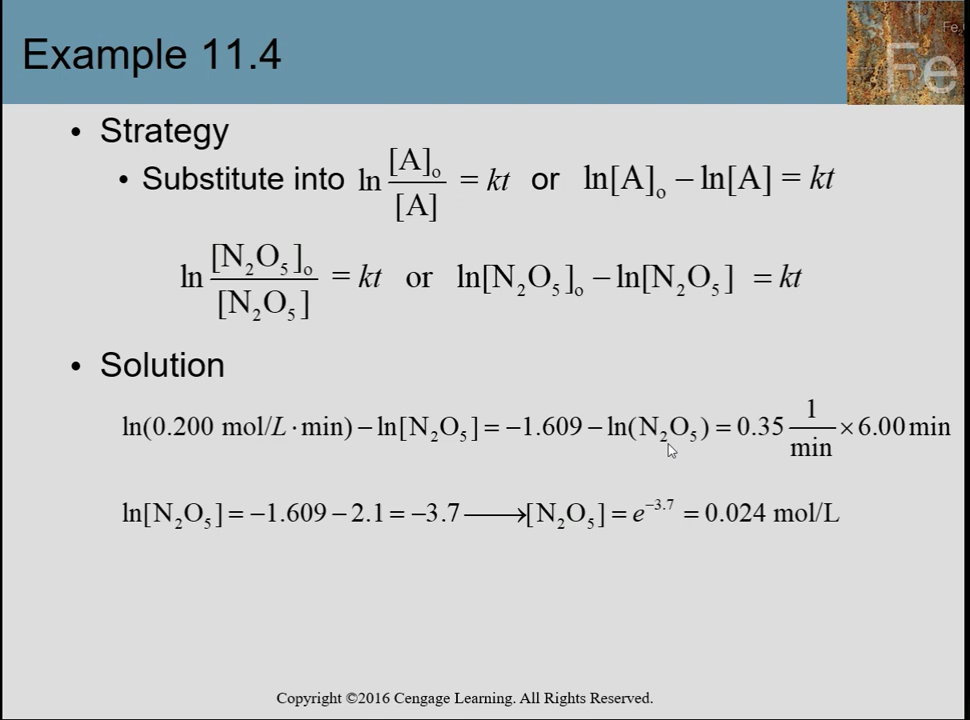 Example 11.4
Fe,
Fe
• Strategy
• Substitute into ln [A]ₒ / [A] = kt or ln[A]ₒ − ln[A] = kt
ln [N₂O₅]ₒ / [N₂O₅] = kt or ln[N₂O₅]ₒ − ln[N₂O₅] = kt
• Solution
ln(0.200 mol/L · min) − ln[N₂O₅] = −1.609 − ln(N₂O₅) = 0.35 1/min × 6.00 min
ln[N₂O₅] = −1.609 − 2.1 = −3.7 ⟶ [N₂O₅] = e⁻³·⁷ = 0.024 mol/L
Copyright ©2016 Cengage Learning. All Rights Reserved.